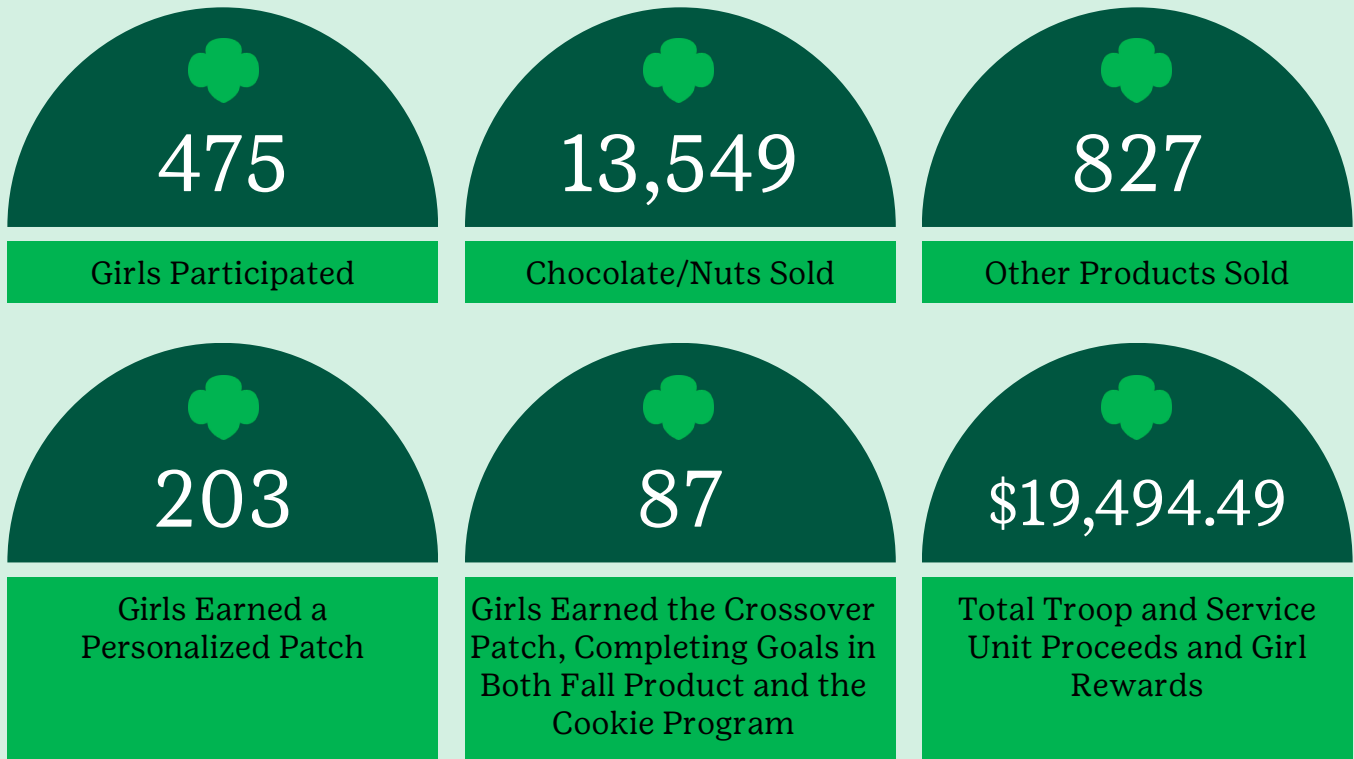 475
Girls Participated
13,549
Chocolate/Nuts Sold
827
Other Products Sold
203
Girls Earned a
Personalized Patch
87
Girls Earned the Crossover
Patch, Completing Goals in
Both Fall Product and the
Cookie Program
$19,494.49
Total Troop and Service
Unit Proceeds and Girl
Rewards